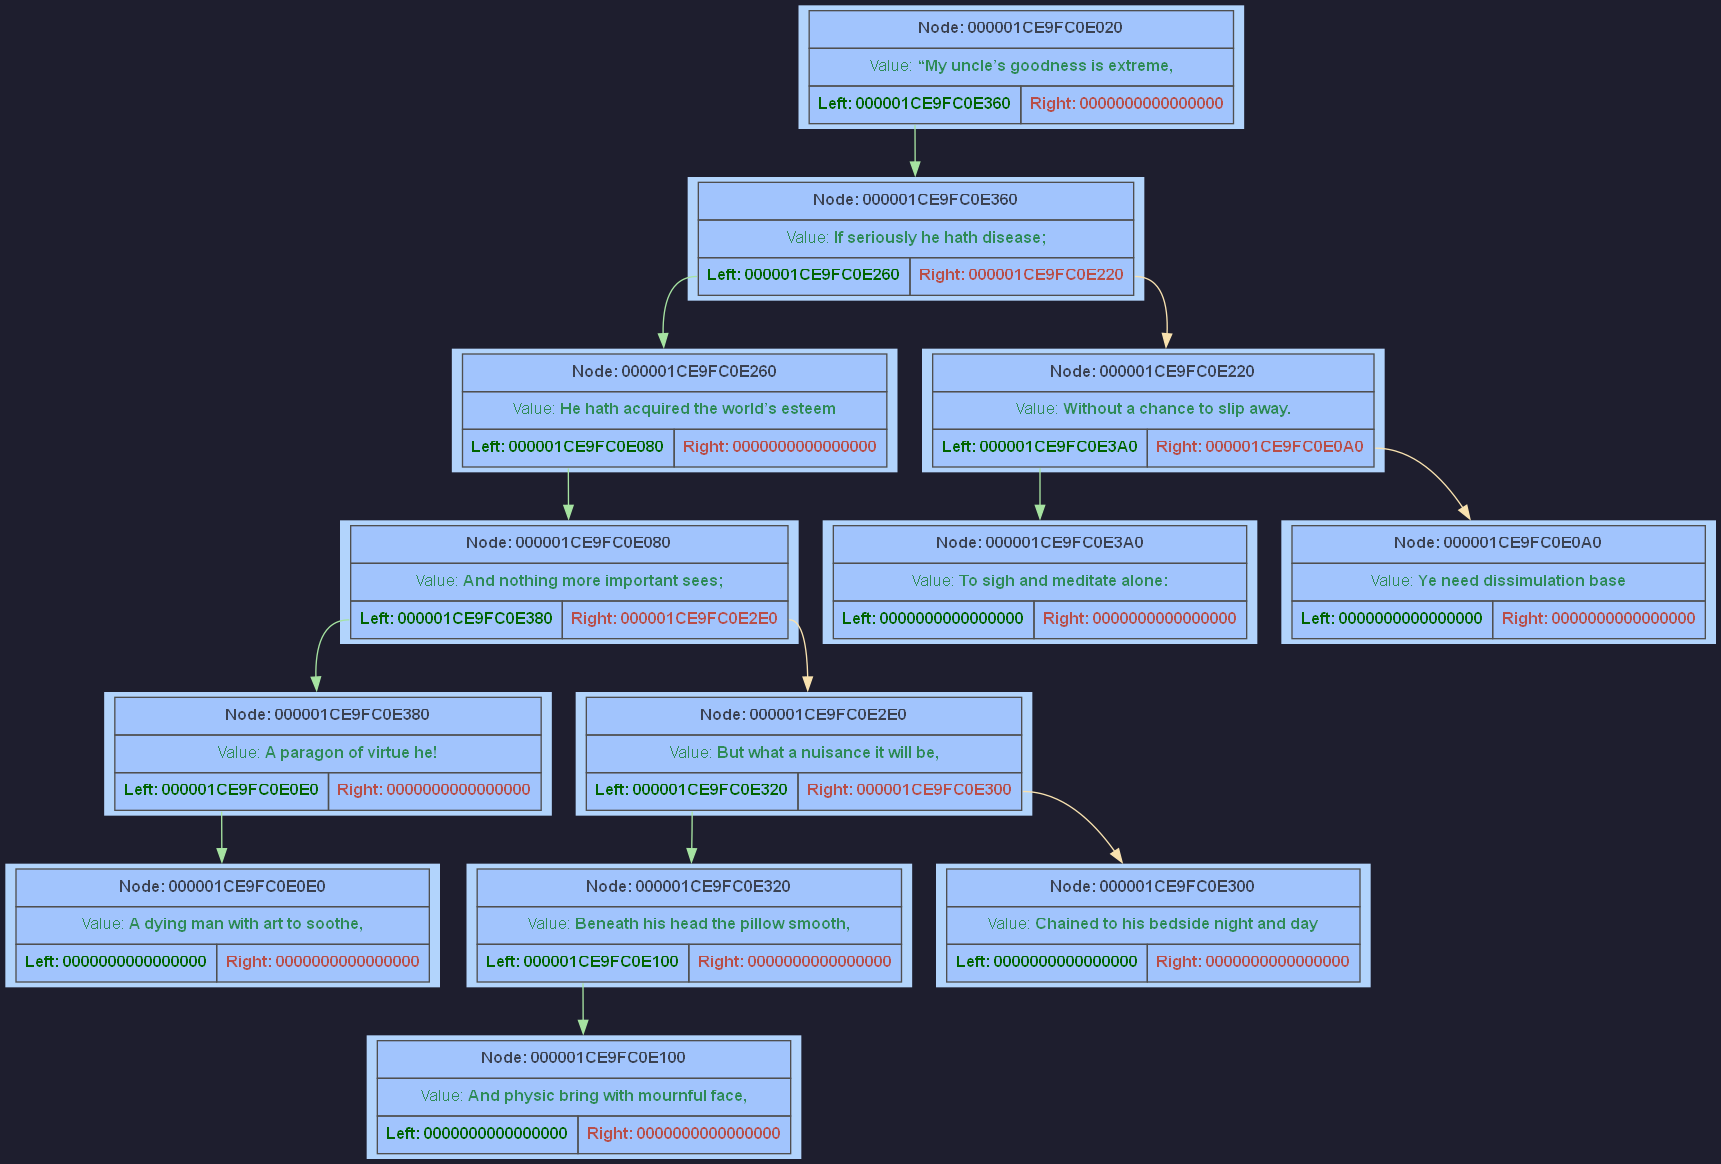 Node: 000001CE9FC0E020
Value: “My uncle’s goodness is extreme,
Left: 000001CE9FC0E360 Right: 0000000000000000
Node: 000001CE9FC0E360
Value: If seriously he hath disease;
Left: 000001CE9FC0E260 Right: 000001CE9FC0E220
Node: 000001CE9FC0E260
Value: He hath acquired the world’s esteem
Left: 000001CE9FC0E080 Right: 0000000000000000
Node: 000001CE9FC0E220
Value: Without a chance to slip away.
Left: 000001CE9FC0E3A0 Right: 000001CE9FC0E0A0
Node: 000001CE9FC0E080
Value: And nothing more important sees;
Left: 000001CE9FC0E380 Right: 000001CE9FC0E2E0
Node: 000001CE9FC0E3A0
Value: To sigh and meditate alone:
Left: 0000000000000000 Right: 0000000000000000
Node: 000001CE9FC0E0A0
Value: Ye need dissimulation base
Left: 0000000000000000 Right: 0000000000000000
Node: 000001CE9FC0E380
Value: A paragon of virtue he!
Left: 000001CE9FC0E0E0 Right: 0000000000000000
Node: 000001CE9FC0E2E0
Value: But what a nuisance it will be,
Left: 000001CE9FC0E320 Right: 000001CE9FC0E300
Node: 000001CE9FC0E0E0
Value: A dying man with art to soothe,
Left: 0000000000000000 Right: 0000000000000000
Node: 000001CE9FC0E320
Value: Beneath his head the pillow smooth,
Left: 000001CE9FC0E100 Right: 0000000000000000
Node: 000001CE9FC0E300
Value: Chained to his bedside night and day
Left: 0000000000000000 Right: 0000000000000000
Node: 000001CE9FC0E100
Value: And physic bring with mournful face,
Left: 0000000000000000 Right: 0000000000000000